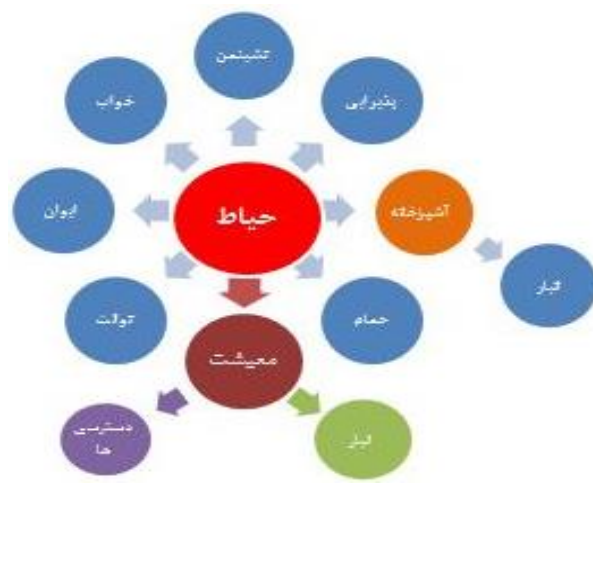 تشیمن
پذیرایی
خواب
آشپزخانه
حیاط
ایوان
انبار
حمام
توالت
معیشت
دسترسی
ها
انبار